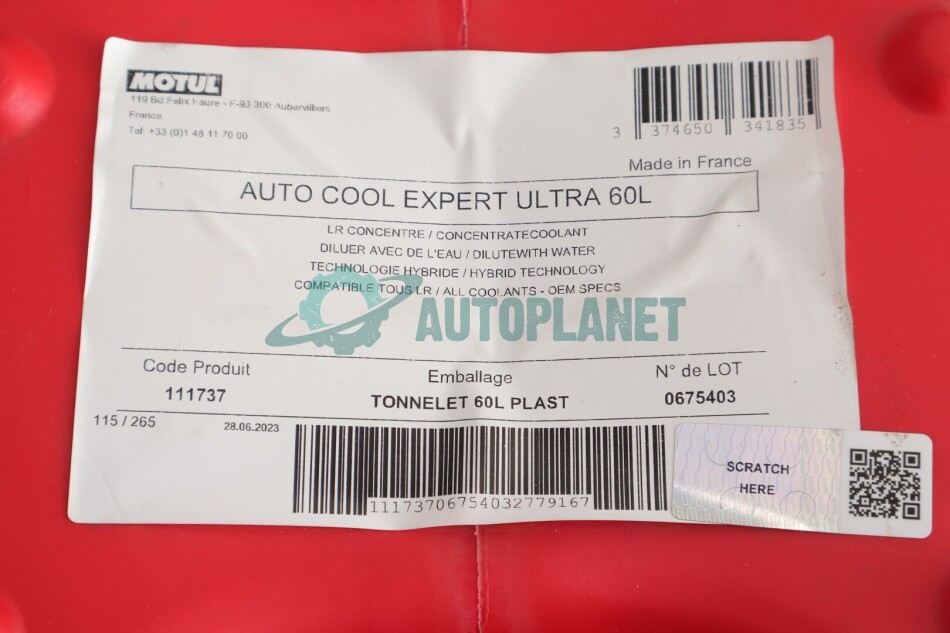 MOTUL
119 Bd Felix Faure - F-93 300 Aubervilliers
France
Tel: +33 (0)1 48 11 70 00
3 374650 341835
Made in France
AUTO COOL EXPERT ULTRA 60L
LR CONCENTRE / CONCENTRATECOOLANT
DILUER AVEC DE L'EAU / DILUTEWITH WATER
TECHNOLOGIE HYBRIDE / HYBRID TECHNOLOGY
COMPATIBLE TOUS LR / ALL COOLANTS - OEM SPECS
AUTOPLANET
Code Produit Emballage N° de LOT
111737 TONNELET 60L PLAST 0675403
115 / 265 28.06.2023
11173706754032779167
SCRATCH
HERE